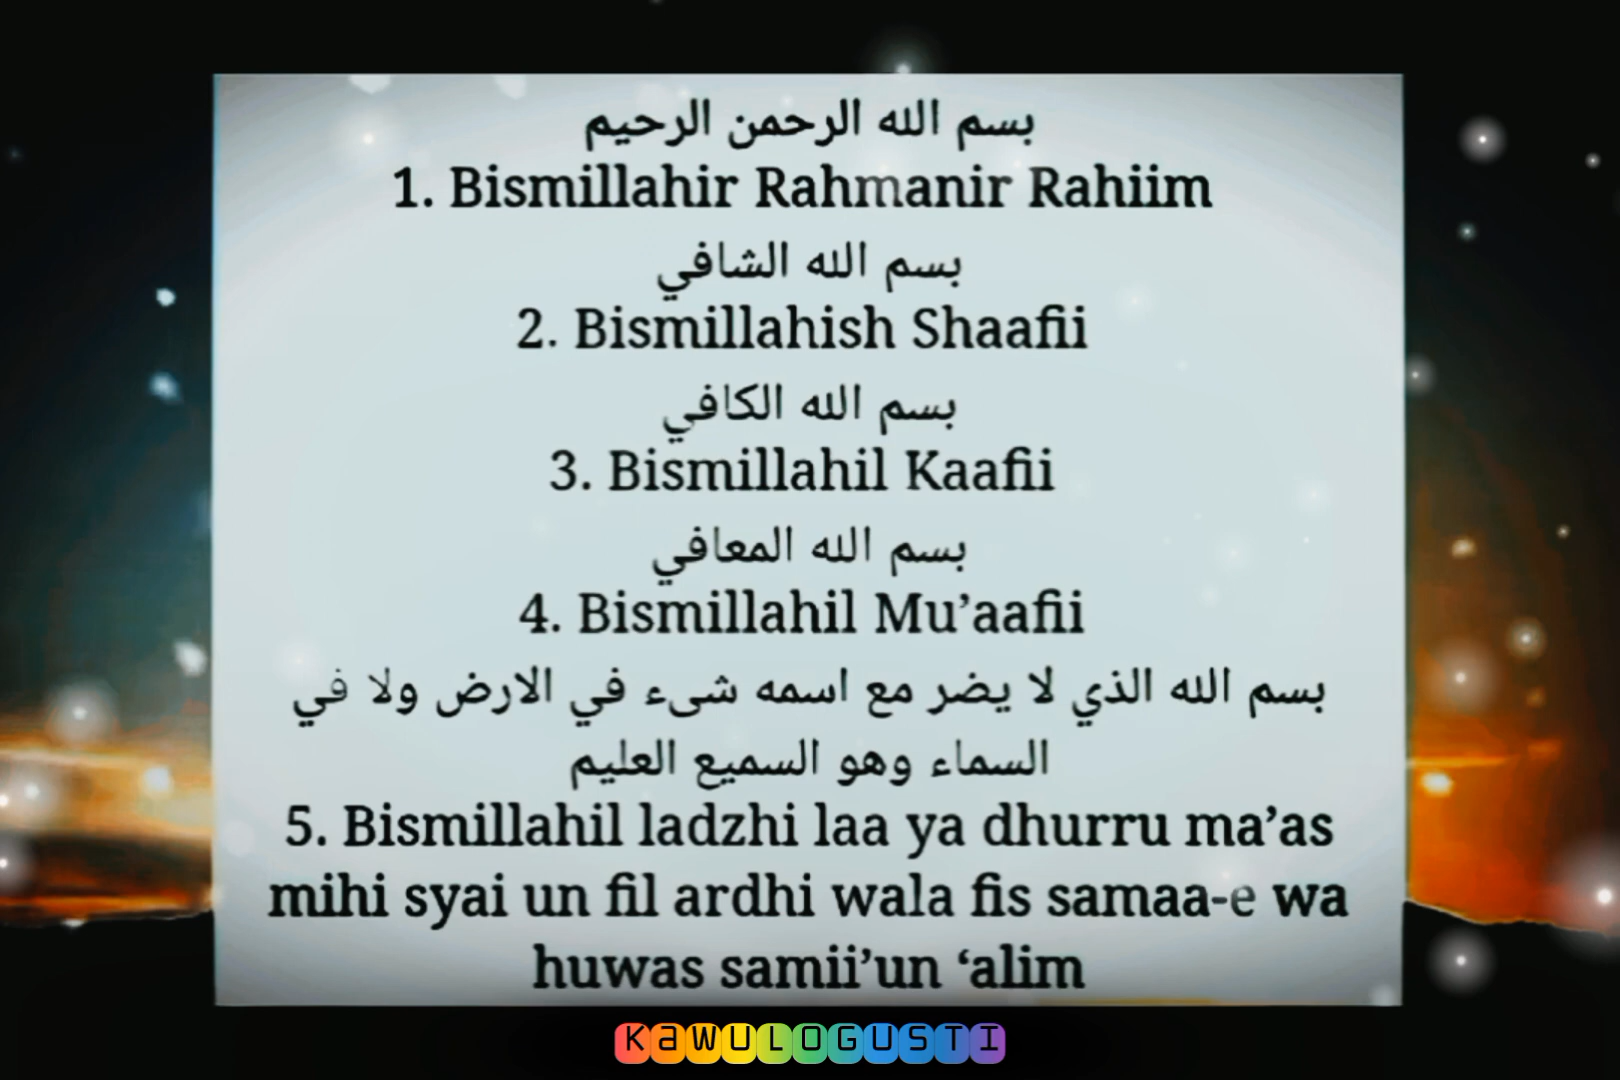 بسم الله الرحمن الرحيم
1. Bismillahir Rahmanir Rahiim
بسم الله الشافي
2. Bismillahish Shaafii
بسم الله الكافي
3. Bismillahil Kaafii
بسم الله المعافي
4. Bismillahil Mu’aafii
بسم الله الذي لا يضر مع اسمه شىء في الارض ولا في
السماء وهو السميع العليم
5. Bismillahil ladzhi laa ya dhurru ma’as
mihi syai un fil ardhi wala fis samaa-e wa
huwas samii’un ‘alim
KaWULOGUSTI